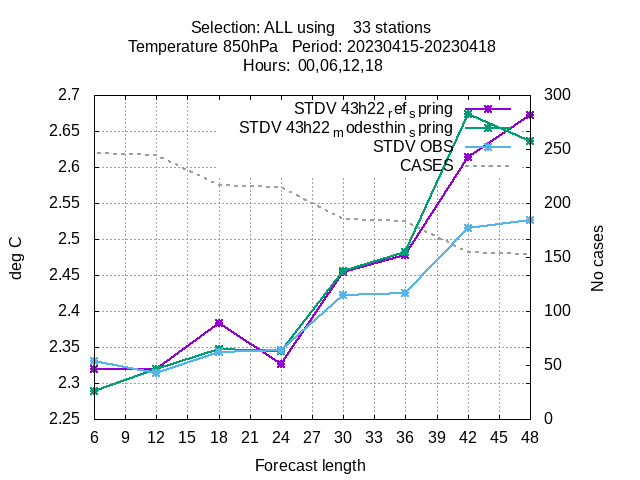 Selection: ALL using 33 stations
Temperature 850hPa Period: 20230415-20230418
Hours: 00,06,12,18
STDV 43h22_ref_spring
STDV 43h22_modesthin_spring
STDV OBS
CASES
2.7
2.65
2.6
2.55
2.5
2.45
2.4
2.35
2.3
2.25
deg C
300
250
200
150
100
50
0
No cases
6 9 12 15 18 21 24 27 30 33 36 39 42 45 48
Forecast length